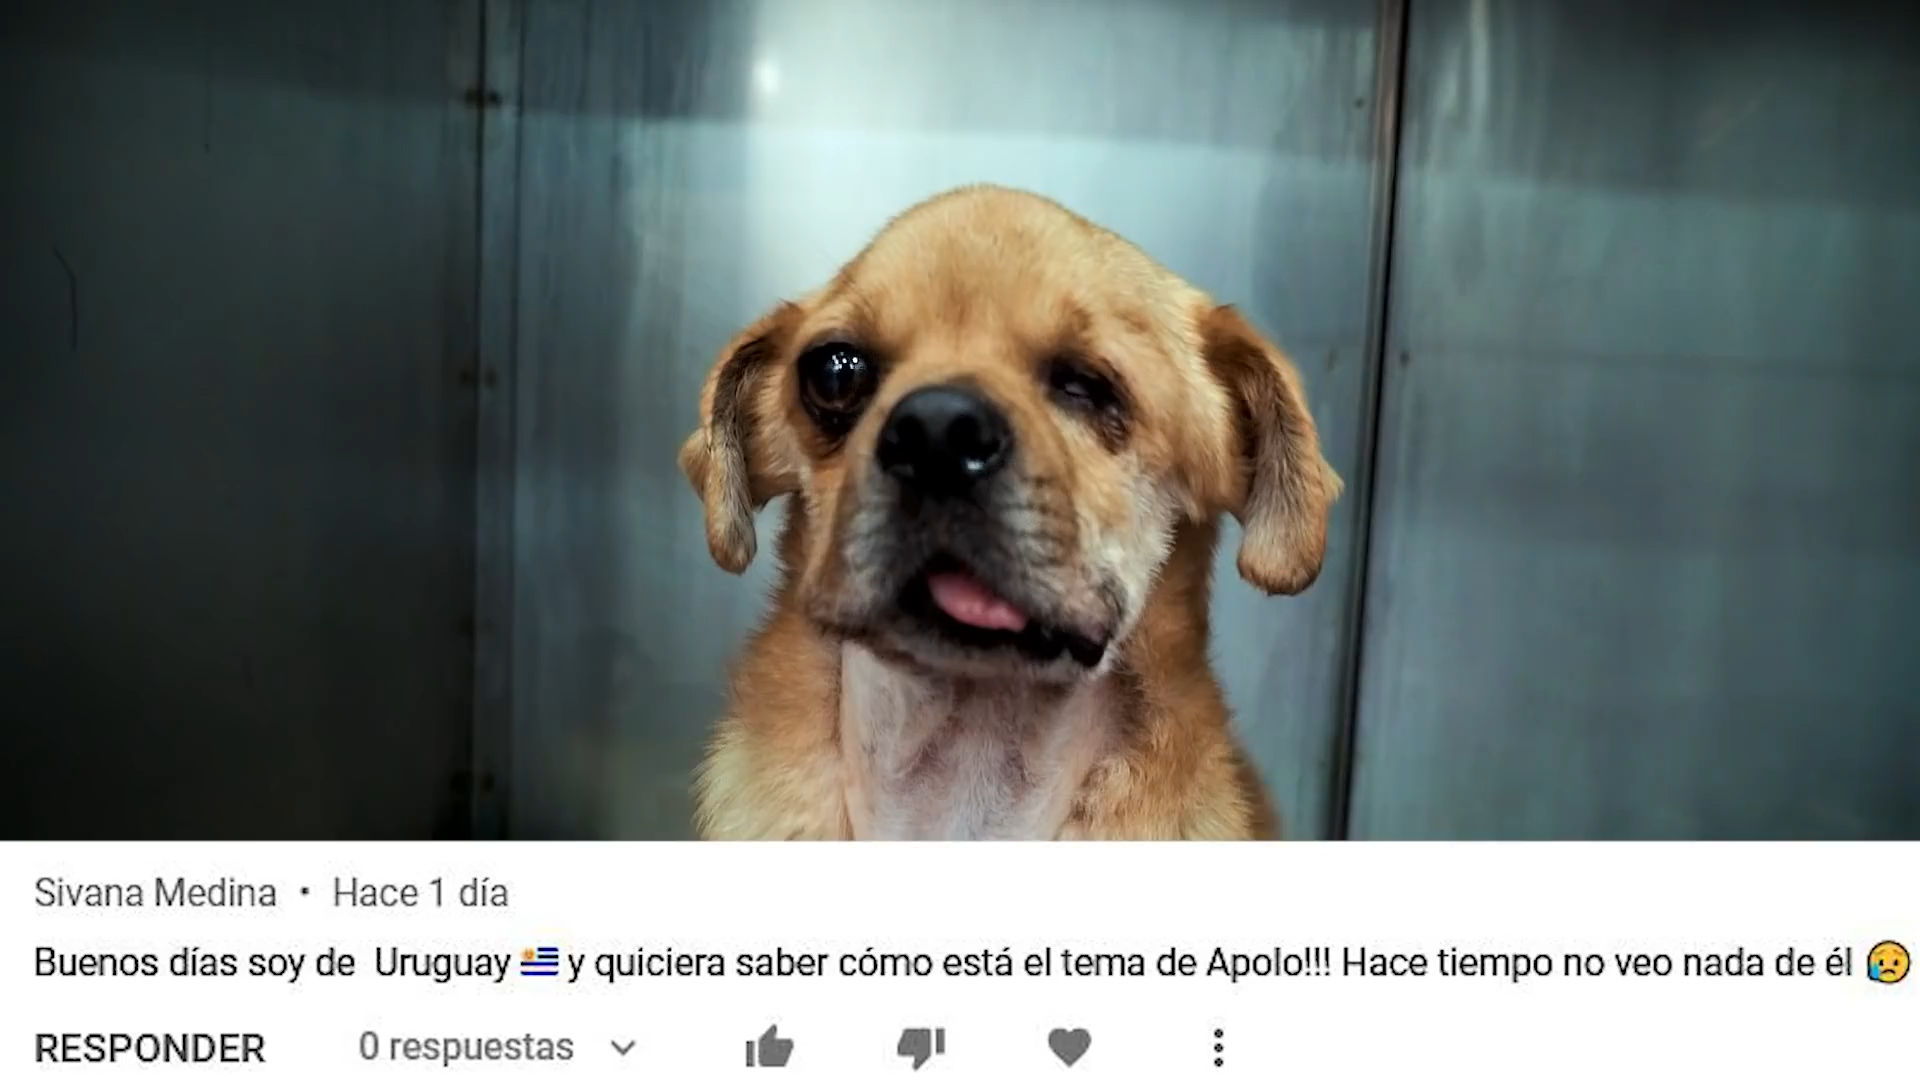 Sivana Medina • Hace 1 día
Buenos días soy de Uruguay 🇺🇾 y quiciera saber cómo está el tema de Apolo!!! Hace tiempo no veo nada de él 😥
RESPONDER 0 respuestas